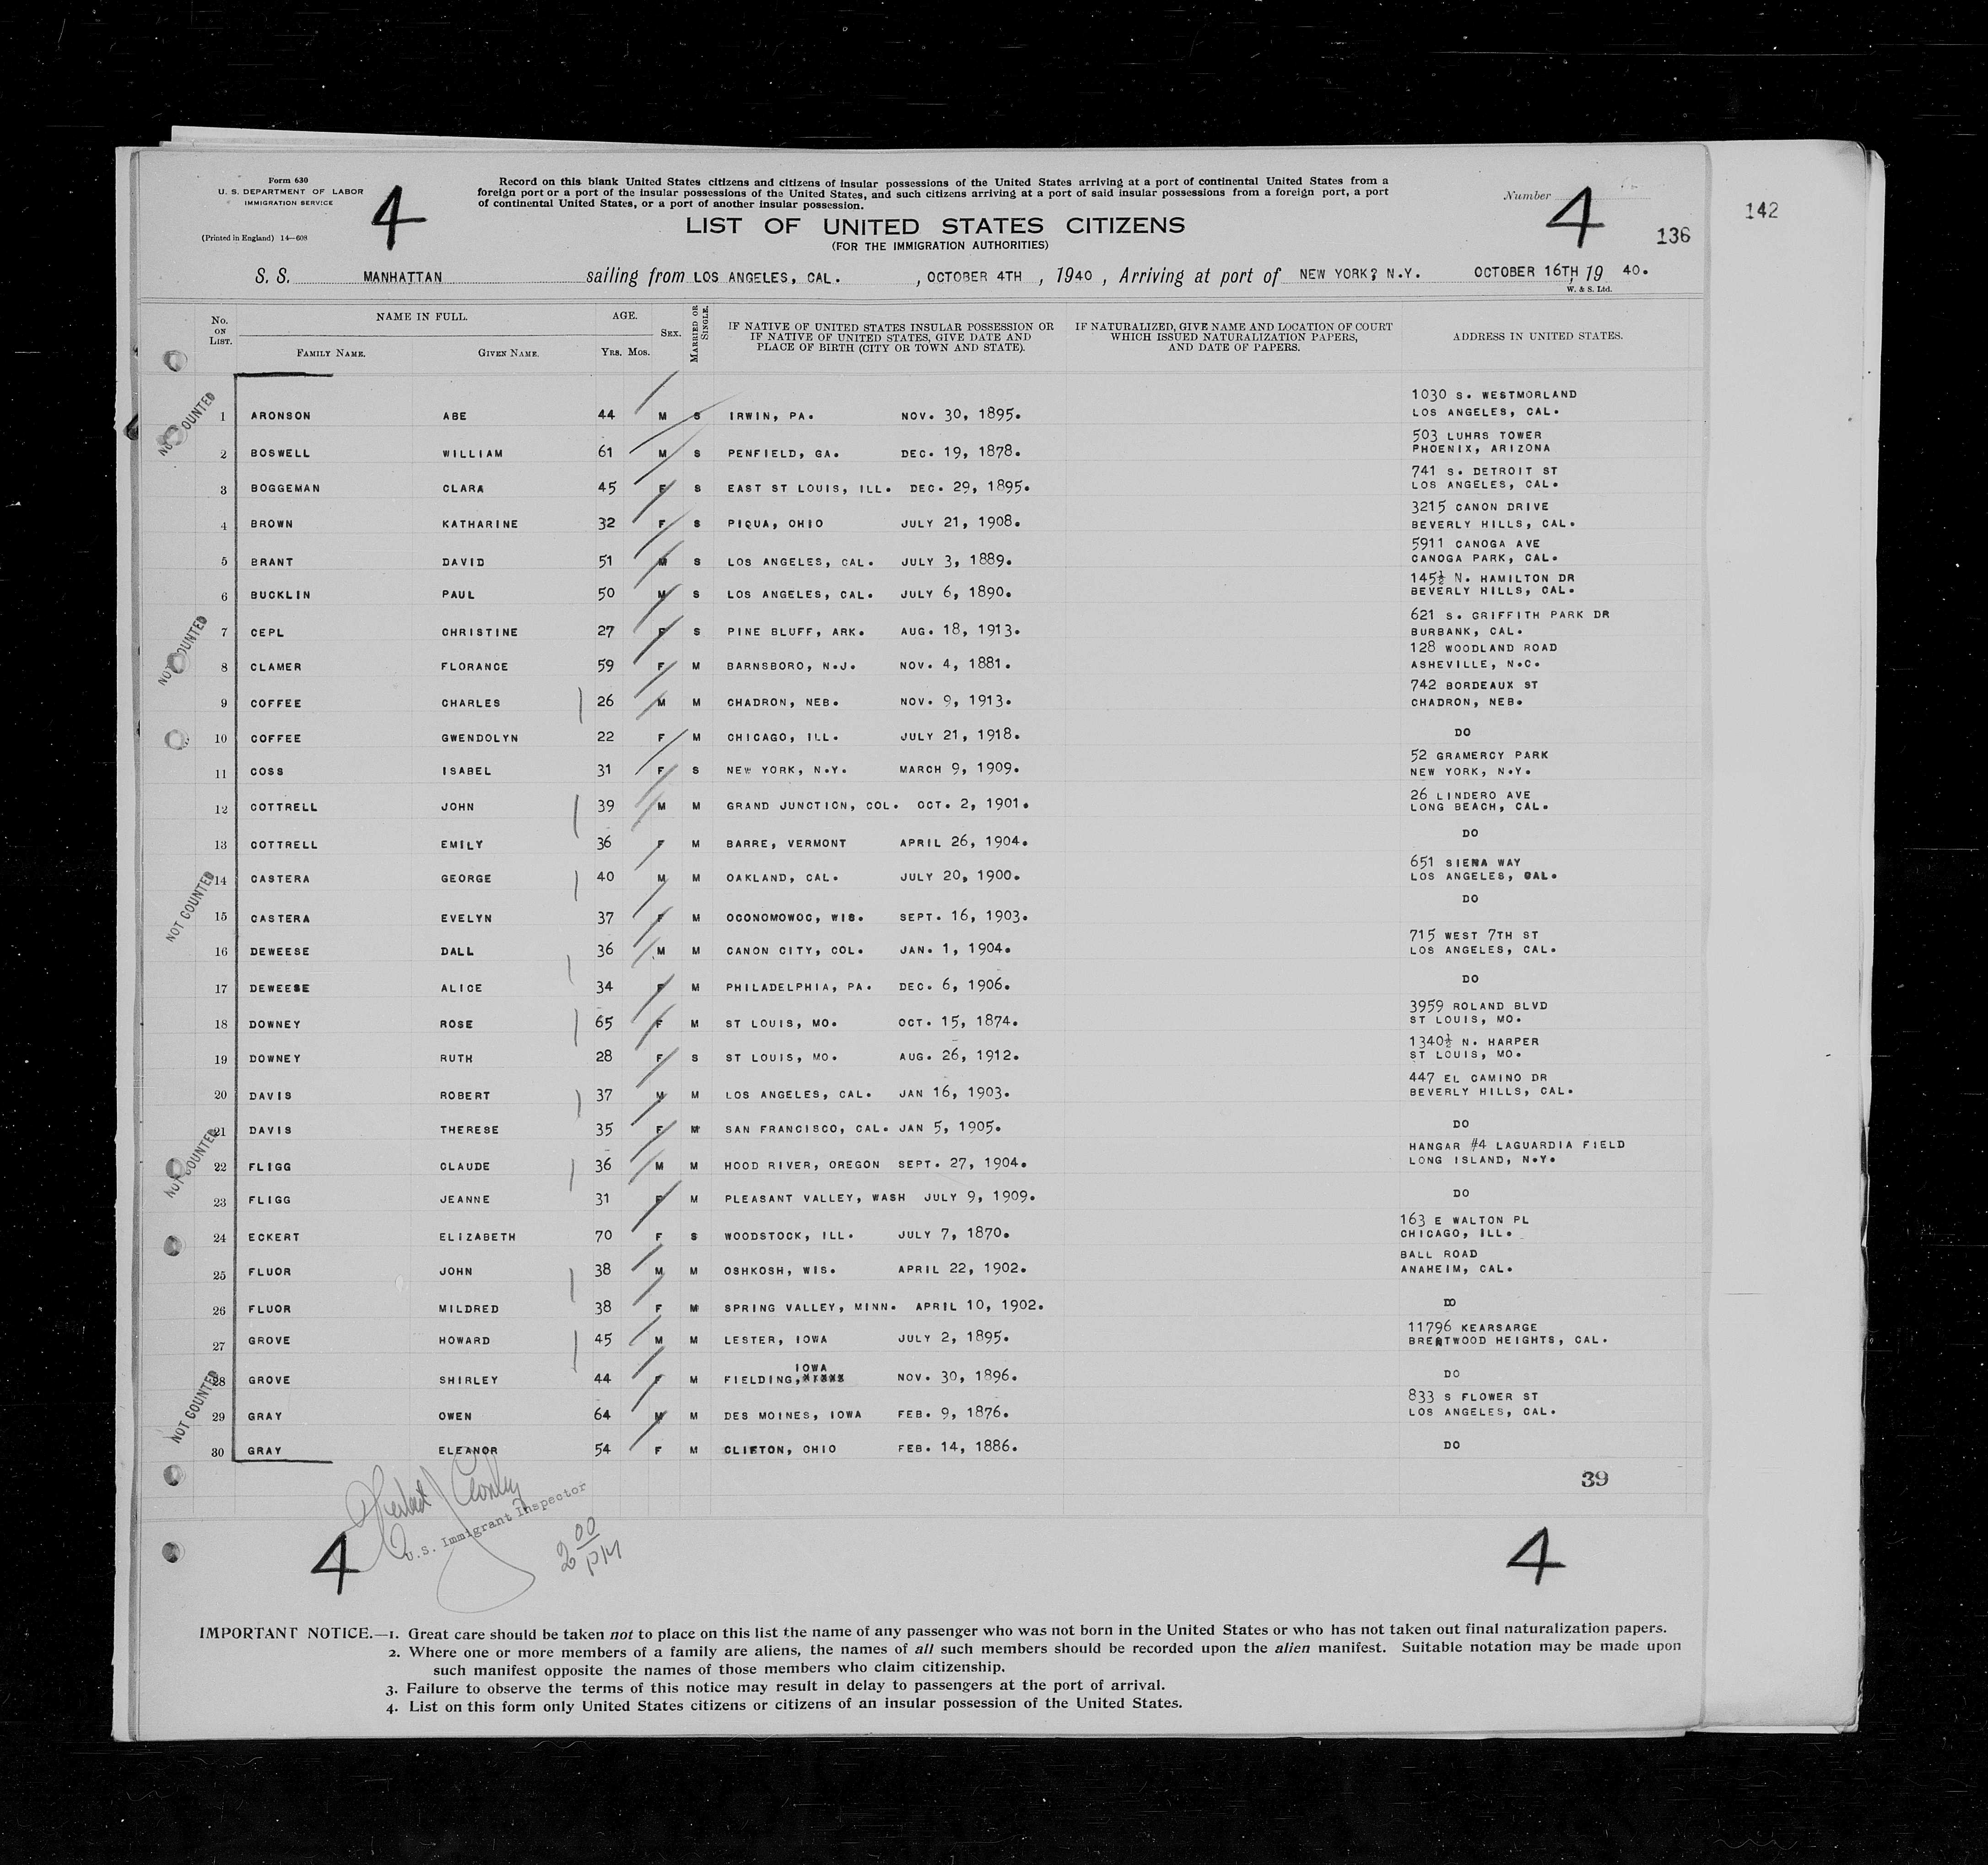 Form 630
U. S. DEPARTMENT OF LABOR
IMMIGRATION SERVICE
(Printed in England) 14—608
4
Record on this blank United States citizens and citizens of insular possessions of the United States arriving at a port of continental United States from a
foreign port or a port of the insular possessions of the United States, and such citizens arriving at a port of said insular possessions from a foreign port, a port
of continental United States, or a port of another insular possession.
LIST OF UNITED STATES CITIZENS
(FOR THE IMMIGRATION AUTHORITIES)
Number 4
136
142
S. S. MANHATTAN sailing from LOS ANGELES, CAL. , OCTOBER 4TH , 1940 , Arriving at port of NEW YORK? N.Y. OCTOBER 16TH, 19 40.
W. & S. Ltd.
No. ON LIST. NAME IN FULL. FAMILY NAME. GIVEN NAME. AGE. YRS. MOS. SEX. MARRIED OR SINGLE. IF NATIVE OF UNITED STATES INSULAR POSSESSION OR IF NATIVE OF UNITED STATES, GIVE DATE AND PLACE OF BIRTH (CITY OR TOWN AND STATE). IF NATURALIZED, GIVE NAME AND LOCATION OF COURT WHICH ISSUED NATURALIZATION PAPERS, AND DATE OF PAPERS. ADDRESS IN UNITED STATES.
NOT COUNTED
1 ARONSON ABE 44 M S IRWIN, PA. NOV. 30, 1895. 1030 S. WESTMORLAND LOS ANGELES, CAL.
2 BOSWELL WILLIAM 61 M S PENFIELD, GA. DEC. 19, 1878. 503 LUHRS TOWER PHOENIX, ARIZONA
3 BOGGEMAN CLARA 45 F S EAST ST LOUIS, ILL. DEC. 29, 1895. 741 S. DETROIT ST LOS ANGELES, CAL.
4 BROWN KATHARINE 32 F S PIQUA, OHIO JULY 21, 1908. 3215 CANON DRIVE BEVERLY HILLS, CAL.
5 BRANT DAVID 51 M S LOS ANGELES, CAL. JULY 3, 1889. 5911 CANOGA AVE CANOGA PARK, CAL.
6 BUCKLIN PAUL 50 M S LOS ANGELES, CAL. JULY 6, 1890. 145½ N. HAMILTON DR BEVERLY HILLS, CAL.
NOT COUNTED
7 CEPL CHRISTINE 27 F S PINE BLUFF, ARK. AUG. 18, 1913. 621 S. GRIFFITH PARK DR BURBANK, CAL.
8 CLAMER FLORANCE 59 F M BARNSBORO, N.J. NOV. 4, 1881. 128 WOODLAND ROAD ASHEVILLE, N.C.
9 COFFEE CHARLES 26 M M CHADRON, NEB. NOV. 9, 1913. 742 BORDEAUX ST CHADRON, NEB.
10 COFFEE GWENDOLYN 22 F M CHICAGO, ILL. JULY 21, 1918. DO
11 COSS ISABEL 31 F S NEW YORK, N.Y. MARCH 9, 1909. 52 GRAMERCY PARK NEW YORK, N.Y.
12 COTTRELL JOHN 39 M M GRAND JUNCTION, COL. OCT. 2, 1901. 26 LINDERO AVE LONG BEACH, CAL.
13 COTTRELL EMILY 36 F M BARRE, VERMONT APRIL 26, 1904. DO
NOT COUNTED
14 CASTERA GEORGE 40 M M OAKLAND, CAL. JULY 20, 1900. 651 SIENA WAY LOS ANGELES, CAL.
15 CASTERA EVELYN 37 F M OCONOMOWOC, WIS. SEPT. 16, 1903. DO
16 DEWEESE DALL 36 M M CANON CITY, COL. JAN. 1, 1904. 715 WEST 7TH ST LOS ANGELES, CAL.
17 DEWEESE ALICE 34 F M PHILADELPHIA, PA. DEC. 6, 1906. DO
18 DOWNEY ROSE 65 F M ST LOUIS, MO. OCT. 15, 1874. 3959 ROLAND BLVD ST LOUIS, MO.
19 DOWNEY RUTH 28 F S ST LOUIS, MO. AUG. 26, 1912. 1340½ N. HARPER ST LOUIS, MO.
20 DAVIS ROBERT 37 M M LOS ANGELES, CAL. JAN 16, 1903. 447 EL CAMINO DR BEVERLY HILLS, CAL.
NOT COUNTED
21 DAVIS THERESE 35 F M SAN FRANCISCO, CAL. JAN 5, 1905. DO
22 FLIGG CLAUDE 36 M M HOOD RIVER, OREGON SEPT. 27, 1904. HANGAR #4 LAGUARDIA FIELD LONG ISLAND, N.Y.
23 FLIGG JEANNE 31 F M PLEASANT VALLEY, WASH JULY 9, 1909. DO
24 ECKERT ELIZABETH 70 F S WOODSTOCK, ILL. JULY 7, 1870. 163 E WALTON PL CHICAGO, ILL.
25 FLUOR JOHN 38 M M OSHKOSH, WIS. APRIL 22, 1902. BALL ROAD ANAHEIM, CAL.
26 FLUOR MILDRED 38 F M SPRING VALLEY, MINN. APRIL 10, 1902. DO
27 GROVE HOWARD 45 M M LESTER, IOWA JULY 2, 1895. 11796 KEARSARGE BRENTWOOD HEIGHTS, CAL.
NOT COUNTED
28 GROVE SHIRLEY 44 F M FIELDING, IOWA NOV. 30, 1896. DO
29 GRAY OWEN 64 M M DES MOINES, IOWA FEB. 9, 1876. 833 S FLOWER ST LOS ANGELES, CAL.
30 GRAY ELEANOR 54 F M CLIFTON, OHIO FEB. 14, 1886. DO
39
U.S. Immigrant Inspector
2 00 PM
4
4
IMPORTANT NOTICE.—1. Great care should be taken not to place on this list the name of any passenger who was not born in the United States or who has not taken out final naturalization papers.
2. Where one or more members of a family are aliens, the names of all such members should be recorded upon the alien manifest. Suitable notation may be made upon
such manifest opposite the names of those members who claim citizenship.
3. Failure to observe the terms of this notice may result in delay to passengers at the port of arrival.
4. List on this form only United States citizens or citizens of an insular possession of the United States.